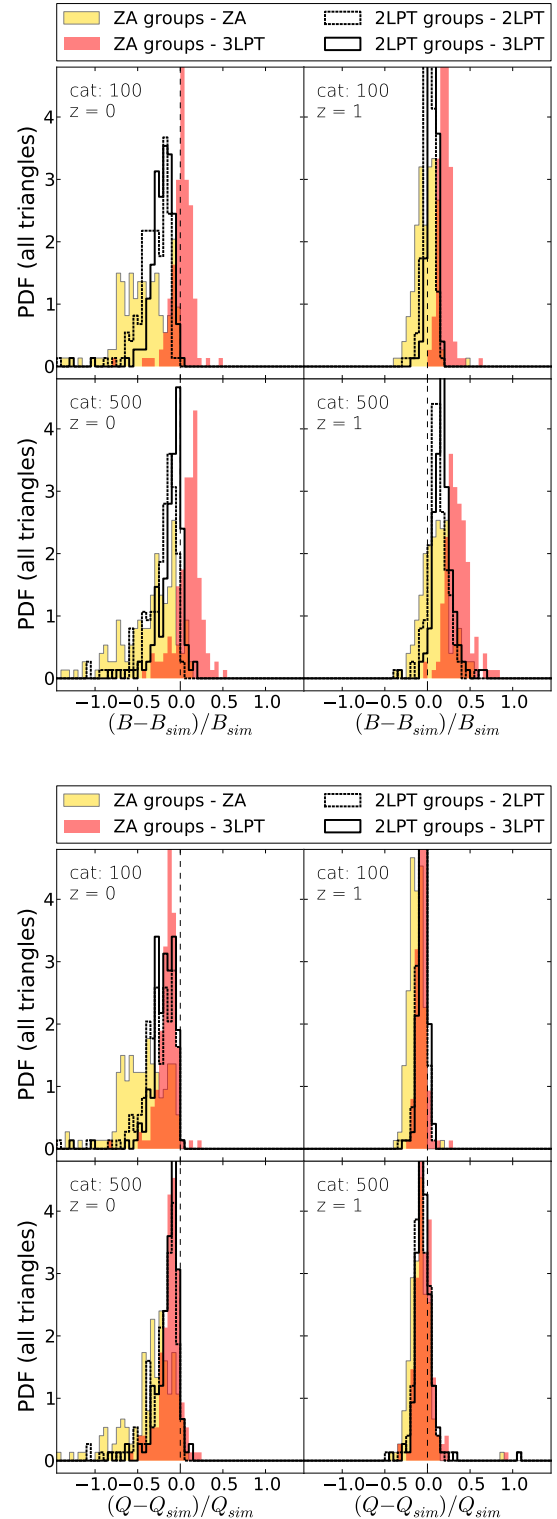 ZA groups - ZA
2LPT groups - 2LPT
ZA groups - 3LPT
2LPT groups - 3LPT
cat: 100
z = 0
cat: 100
z = 1
4
3
2
1
0
PDF (all triangles)
cat: 500
z = 0
cat: 500
z = 1
4
3
2
1
0
PDF (all triangles)
−1.0 −0.5 0.0 0.5 1.0
−1.0 −0.5 0.0 0.5 1.0
(B−B_sim)/B_sim
(B−B_sim)/B_sim
ZA groups - ZA
2LPT groups - 2LPT
ZA groups - 3LPT
2LPT groups - 3LPT
cat: 100
z = 0
cat: 100
z = 1
4
3
2
1
0
PDF (all triangles)
cat: 500
z = 0
cat: 500
z = 1
4
3
2
1
0
PDF (all triangles)
−1.0 −0.5 0.0 0.5 1.0
−1.0 −0.5 0.0 0.5 1.0
(Q−Q_sim)/Q_sim
(Q−Q_sim)/Q_sim